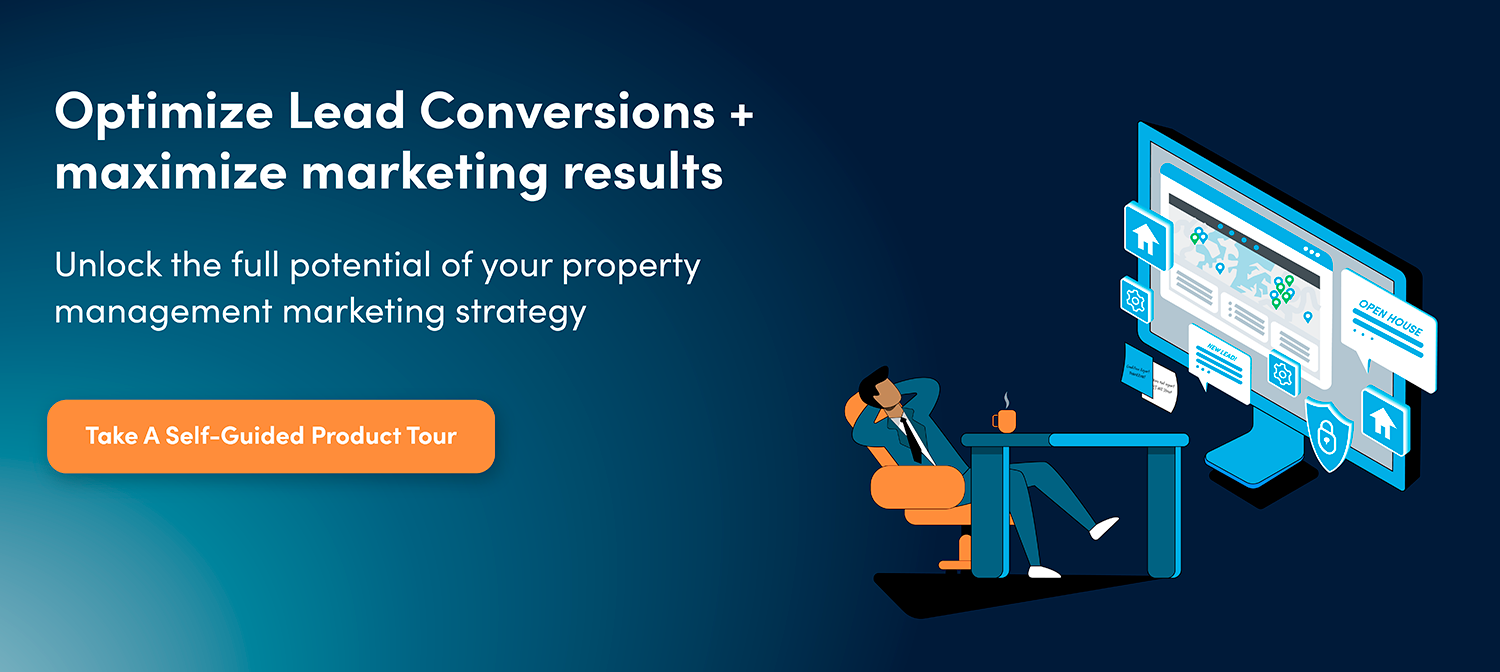 Optimize Lead Conversions +
maximize marketing results
Unlock the full potential of your property
management marketing strategy
Take A Self-Guided Product Tour
OPEN HOUSE
NEW LEAD!